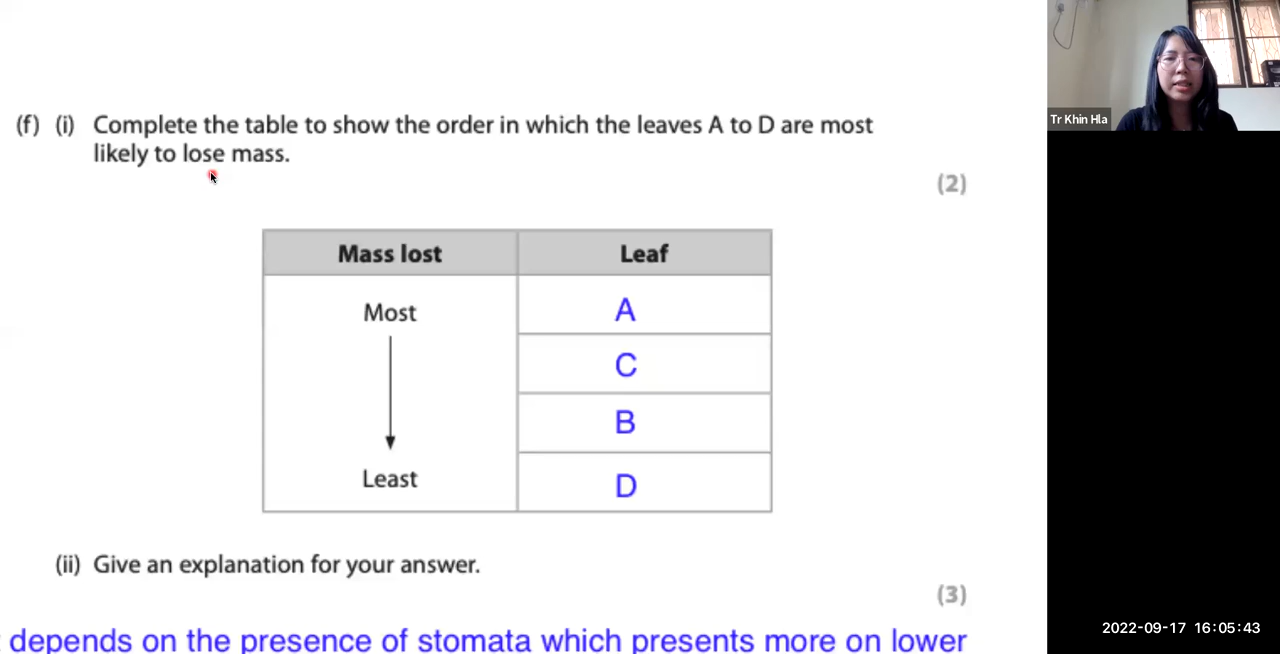 (f) (i) Complete the table to show the order in which the leaves A to D are most
likely to lose mass.
(2)
Mass lost Leaf
Most A
C
B
Least D
(ii) Give an explanation for your answer.
(3)
depends on the presence of stomata which presents more on lower
Tr Khin Hla
2022-09-17 16:05:43